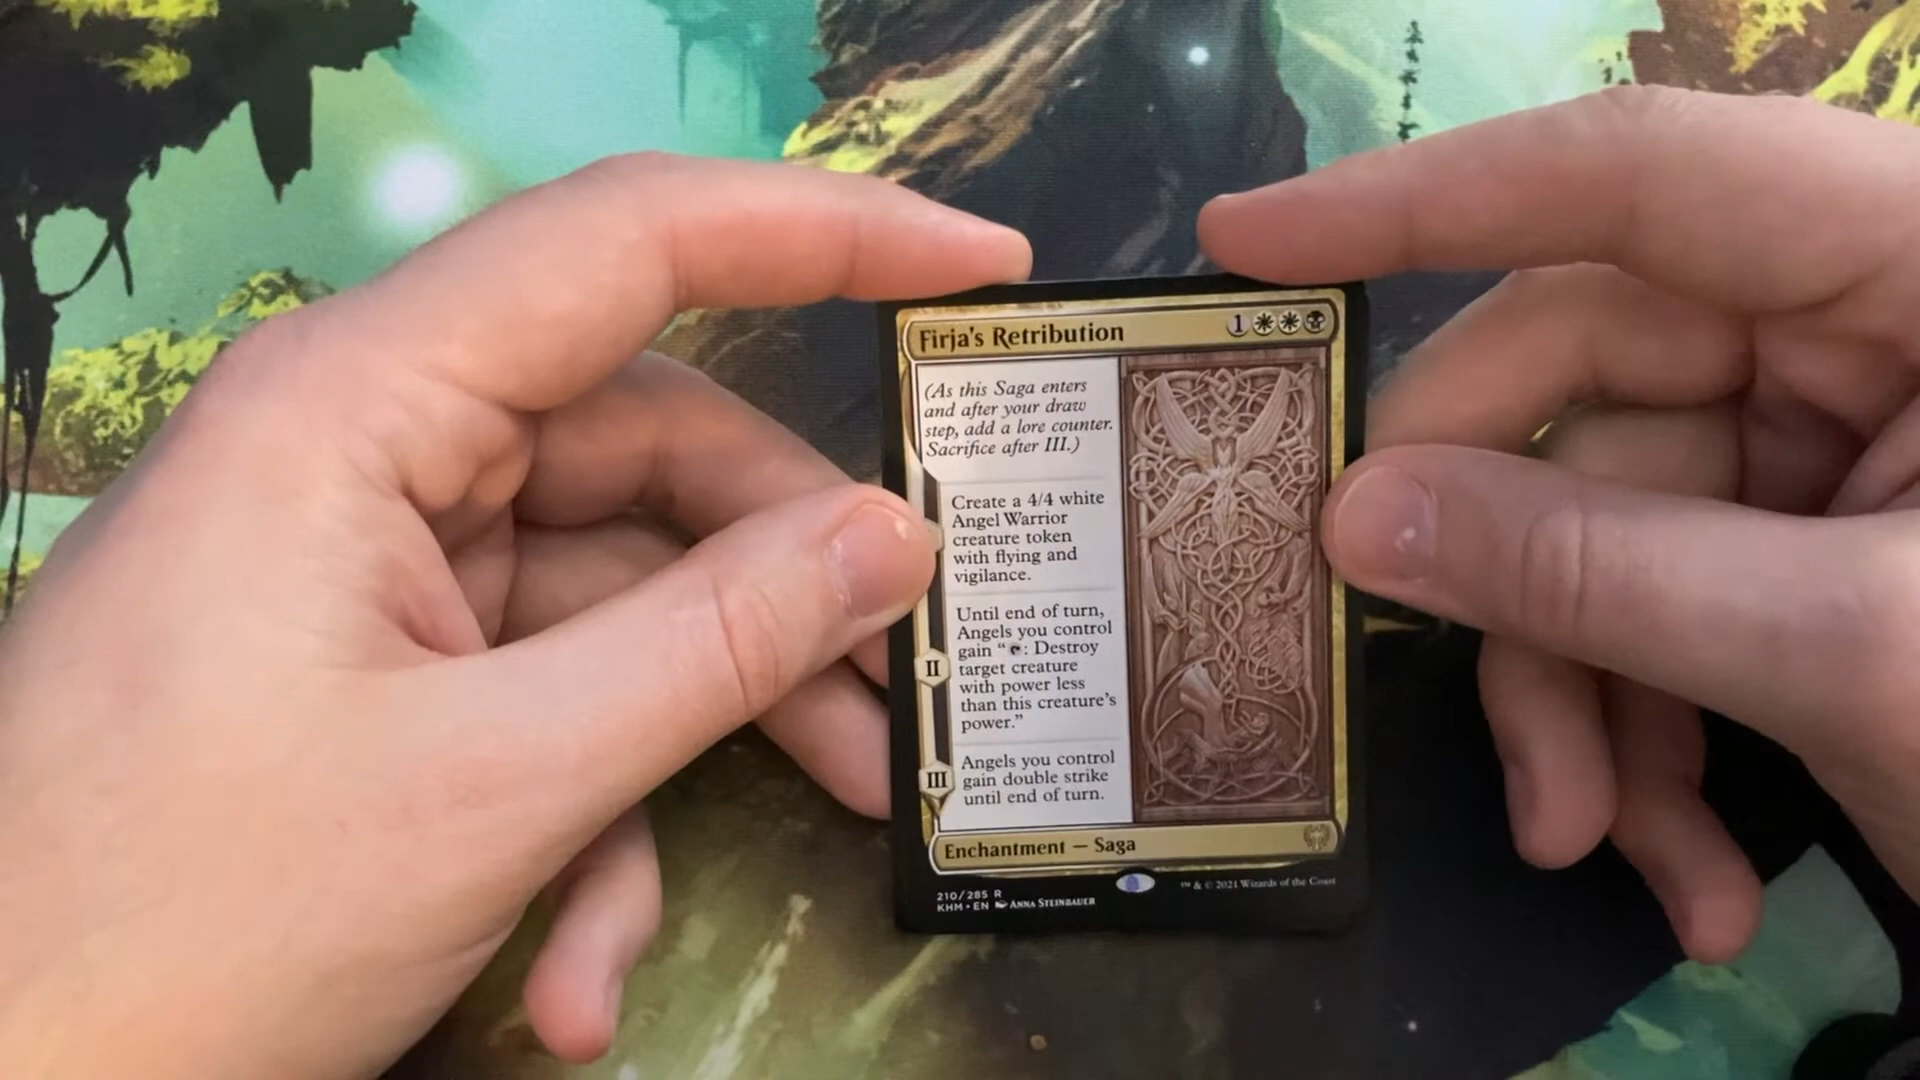 Firja's Retribution 1
(As this Saga enters
and after your draw
step, add a lore counter.
Sacrifice after III.)
Create a 4/4 white
Angel Warrior
creature token
with flying and
vigilance.
II
Until end of turn,
Angels you control
gain “: Destroy
target creature
with power less
than this creature's
power.”
III
Angels you control
gain double strike
until end of turn.
Enchantment — Saga
210/285 R
KHM • EN ANNA STEINBAUER
™ & © 2021 Wizards of the Coast